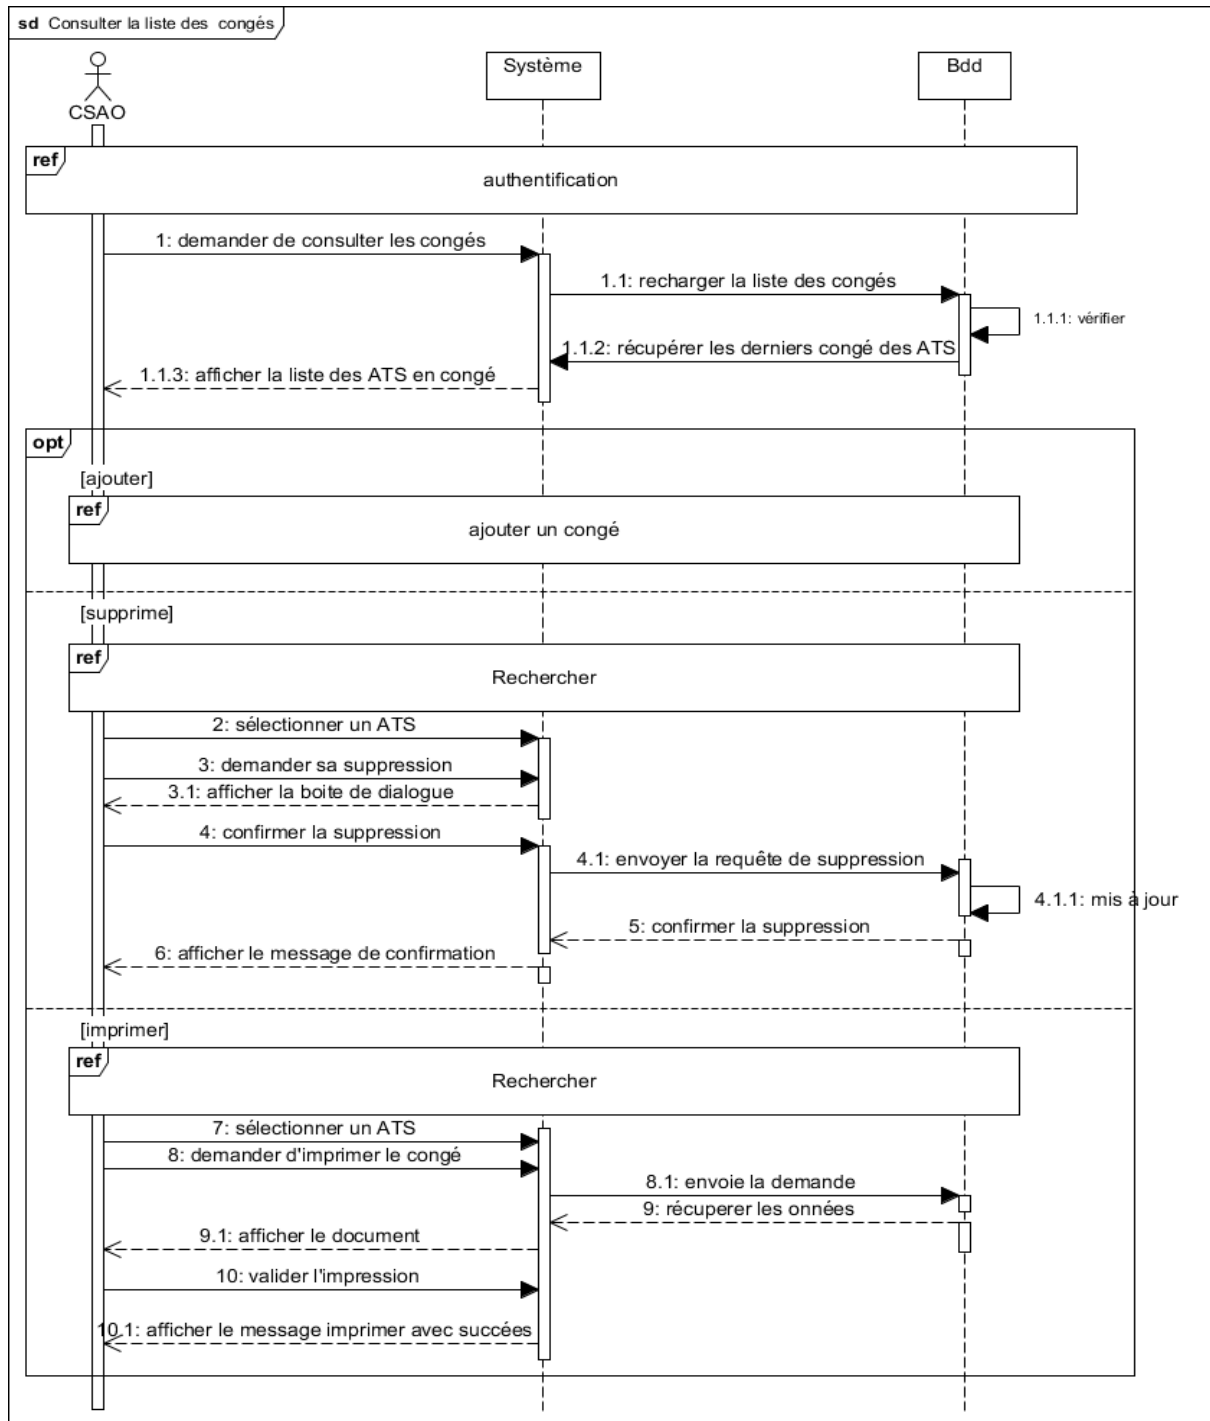 sd Consulter la liste des congés
CSAO
Système
Bdd
ref
authentification
1: demander de consulter les congés
1.1: recharger la liste des congés
1.1.1: vérifier
1.1.2: récupérer les derniers congé des ATS
1.1.3: afficher la liste des ATS en congé
opt
[ajouter]
ref
ajouter un congé
[supprime]
ref
Rechercher
2: sélectionner un ATS
3: demander sa suppression
3.1: afficher la boite de dialogue
4: confirmer la suppression
4.1: envoyer la requête de suppression
4.1.1: mis à jour
5: confirmer la suppression
6: afficher le message de confirmation
[imprimer]
ref
Rechercher
7: sélectionner un ATS
8: demander d'imprimer le congé
8.1: envoie la demande
9: récuperer les onnées
9.1: afficher le document
10: valider l'impression
10.1: afficher le message imprimer avec succées